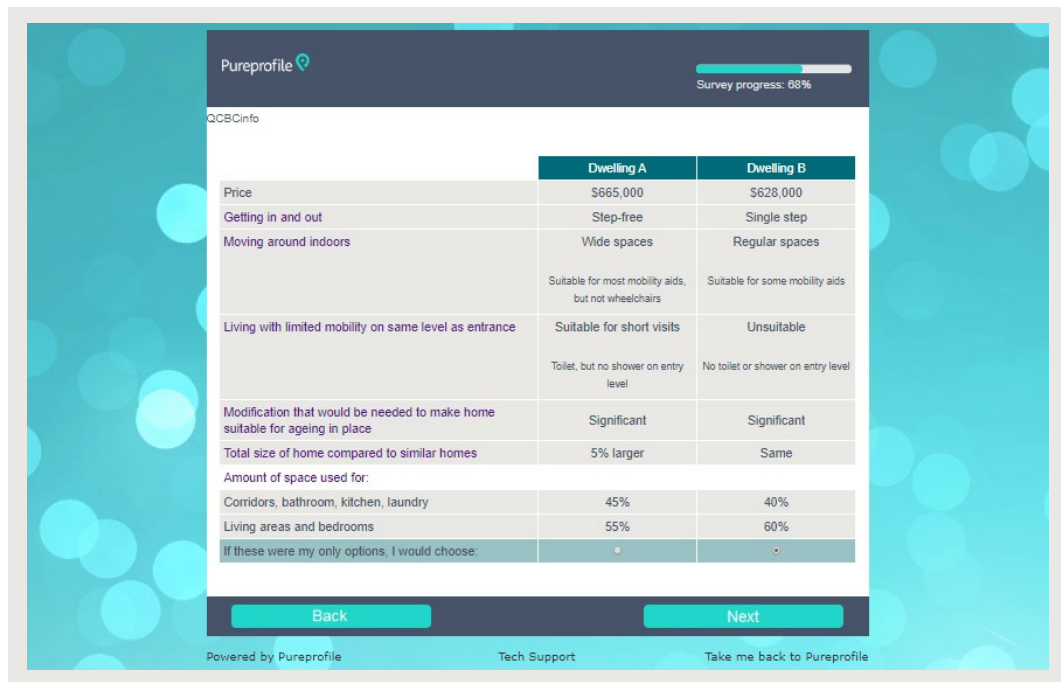 Pureprofile
Survey progress: 68%
QCBCinfo
Dwelling A Dwelling B
Price $665,000 $628,000
Getting in and out Step-free Single step
Moving around indoors Wide spaces Regular spaces
Suitable for most mobility aids, Suitable for some mobility aids
but not wheelchairs
Living with limited mobility on same level as entrance Suitable for short visits Unsuitable
Toilet, but no shower on entry No toilet or shower on entry level
level
Modification that would be needed to make home
suitable for ageing in place Significant Significant
Total size of home compared to similar homes 5% larger Same
Amount of space used for:
Corridors, bathroom, kitchen, laundry 45% 40%
Living areas and bedrooms 55% 60%
If these were my only options, I would choose:
Back Next
Powered by Pureprofile Tech Support Take me back to Pureprofile